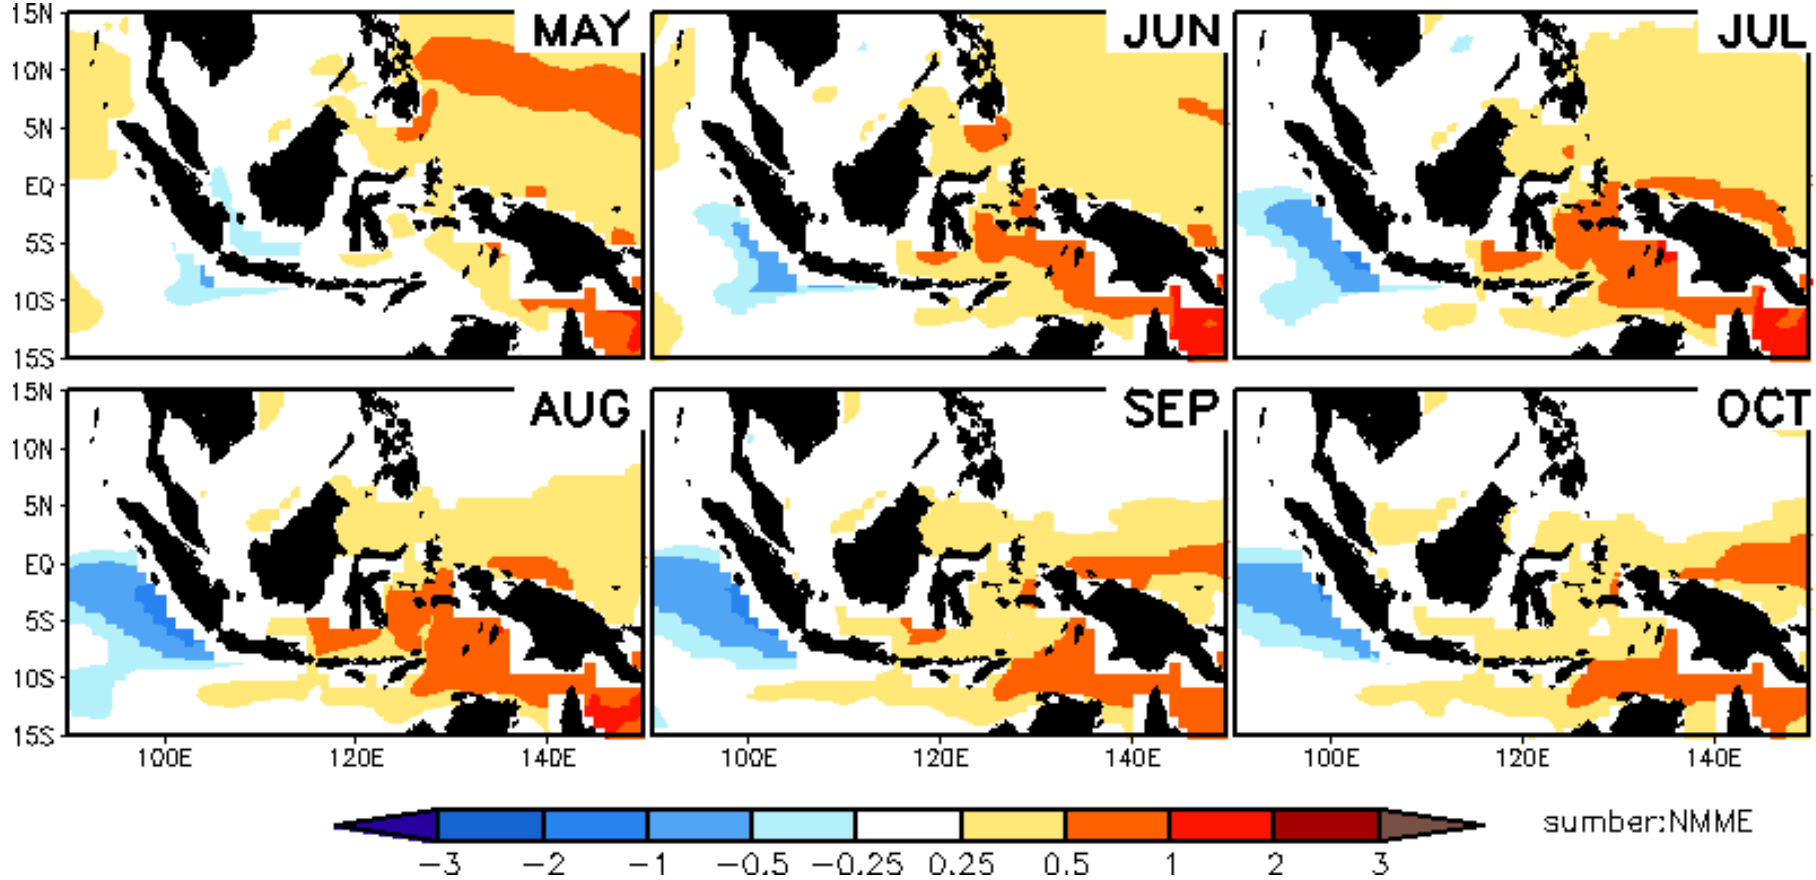 15N MAY JUN JUL
10N
5N
EQ
5S
10S
15S
15N AUG SEP OCT
10N
5N
EQ
5S
10S
15S
100E 120E 140E 100E 120E 140E 100E 120E 140E
sumber:NMME
-3 -2 -1 -0.5 -0.25 0.25 0.5 1 2 3